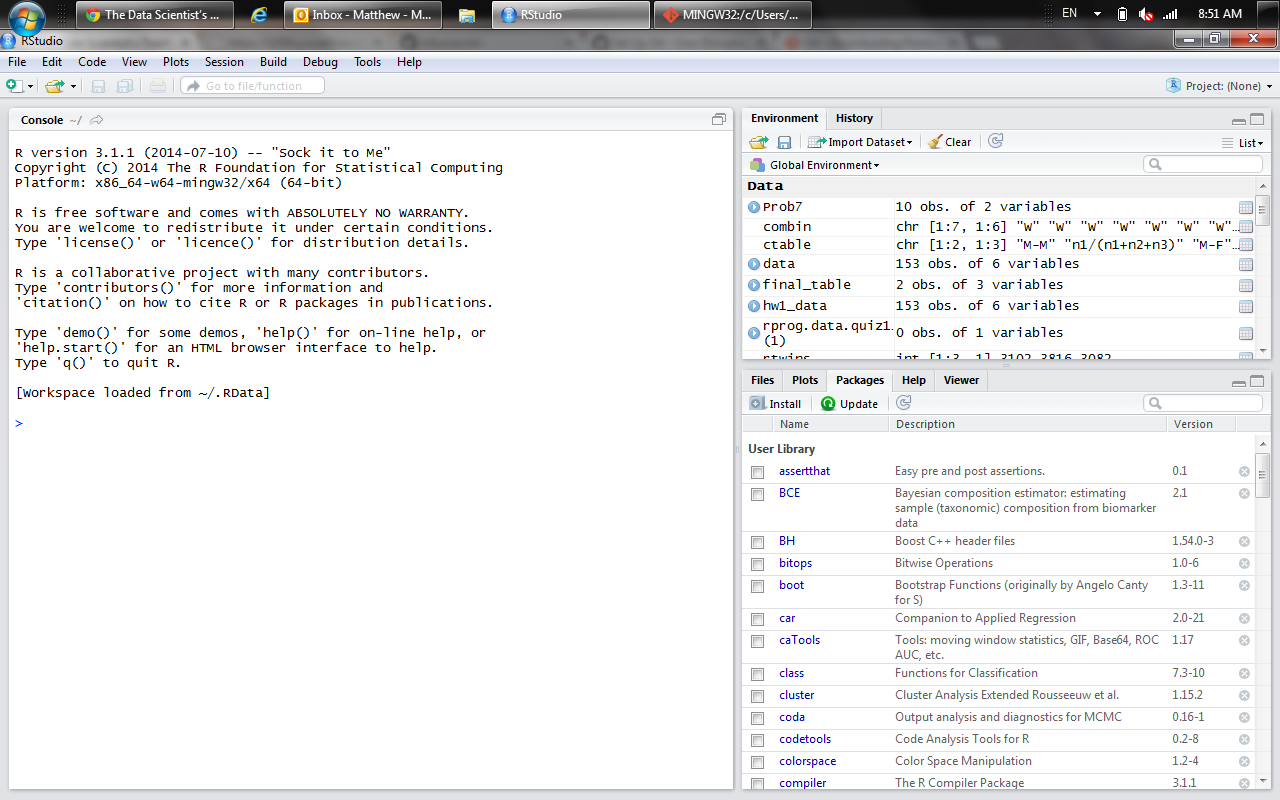 The Data Scientist's ...
Inbox - Matthew - M...
RStudio
MINGW32:/c/Users/...
EN
8:51 AM
RStudio
File Edit Code View Plots Session Build Debug Tools Help
Go to file/function
Project: (None)
Console ~/
R version 3.1.1 (2014-07-10) -- "Sock it to Me"
Copyright (C) 2014 The R Foundation for Statistical Computing
Platform: x86_64-w64-mingw32/x64 (64-bit)
R is free software and comes with ABSOLUTELY NO WARRANTY.
You are welcome to redistribute it under certain conditions.
Type 'license()' or 'licence()' for distribution details.
R is a collaborative project with many contributors.
Type 'contributors()' for more information and
'citation()' on how to cite R or R packages in publications.
Type 'demo()' for some demos, 'help()' for on-line help, or
'help.start()' for an HTML browser interface to help.
Type 'q()' to quit R.
[Workspace loaded from ~/.RData]
>
Environment History
Import Dataset Clear List
Global Environment
Data
Prob7 10 obs. of 2 variables
combin chr [1:7, 1:6] "W" "W" "W" "W" "W" "W" "W"...
ctable chr [1:2, 1:3] "M-M" "n1/(n1+n2+n3)" "M-F"...
data 153 obs. of 6 variables
final_table 2 obs. of 3 variables
hw1_data 153 obs. of 6 variables
rprog.data.quiz1. 0 obs. of 1 variables
(1)
rtwins int [1:3, 1] 3102 3816 3082
Files Plots Packages Help Viewer
Install Update
Name Description Version
User Library
assertthat Easy pre and post assertions. 0.1
BCE Bayesian composition estimator: estimating 2.1
sample (taxonomic) composition from biomarker
data
BH Boost C++ header files 1.54.0-3
bitops Bitwise Operations 1.0-6
boot Bootstrap Functions (originally by Angelo Canty 1.3-11
for S)
car Companion to Applied Regression 2.0-21
caTools Tools: moving window statistics, GIF, Base64, ROC 1.17
AUC, etc.
class Functions for Classification 7.3-10
cluster Cluster Analysis Extended Rousseeuw et al. 1.15.2
coda Output analysis and diagnostics for MCMC 0.16-1
codetools Code Analysis Tools for R 0.2-8
colorspace Color Space Manipulation 1.2-4
compiler The R Compiler Package 3.1.1